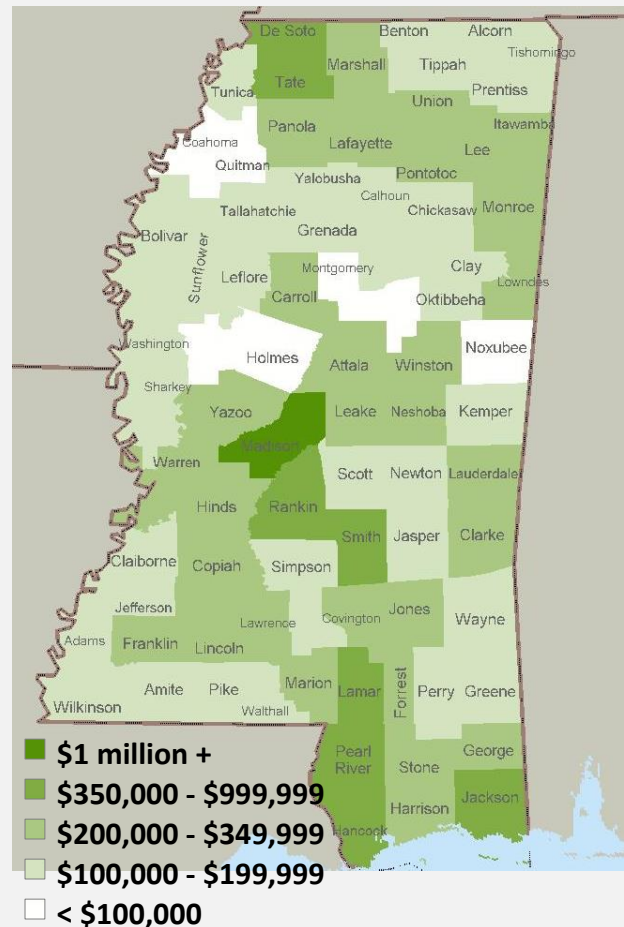 De Soto
Benton
Alcorn
Tishomingo
Marshall
Tippah
Tate
Prentiss
Tunica
Union
Itawamba
Panola
Lafayette
Lee
Coahoma
Quitman
Pontotoc
Yalobusha
Calhoun
Chickasaw
Monroe
Tallahatchie
Grenada
Bolivar
Sunflower
Leflore
Montgomery
Clay
Carroll
Oktibbeha
Lowndes
Washington
Holmes
Attala
Winston
Noxubee
Sharkey
Yazoo
Leake
Neshoba
Kemper
Madison
Warren
Scott
Newton
Lauderdale
Hinds
Rankin
Smith
Jasper
Clarke
Claiborne
Copiah
Simpson
Jefferson
Lawrence
Covington
Jones
Wayne
Adams
Franklin
Lincoln
Marion
Lamar
Forrest
Perry
Greene
Wilkinson
Amite
Pike
Walthall
Pearl
River
Stone
George
Harrison
Jackson
Hancock
$1 million +
$350,000 - $999,999
$200,000 - $349,999
$100,000 - $199,999
< $100,000